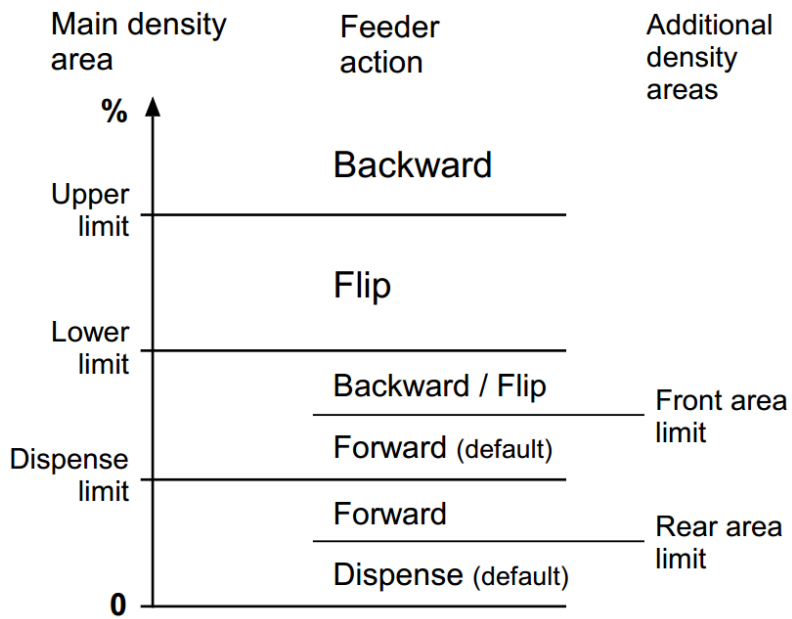 Main density
area
Feeder
action
Additional
density
areas
%
Backward
Upper
limit
Flip
Lower
limit
Backward / Flip
Front area
limit
Forward (default)
Dispense
limit
Forward
Rear area
limit
Dispense (default)
0